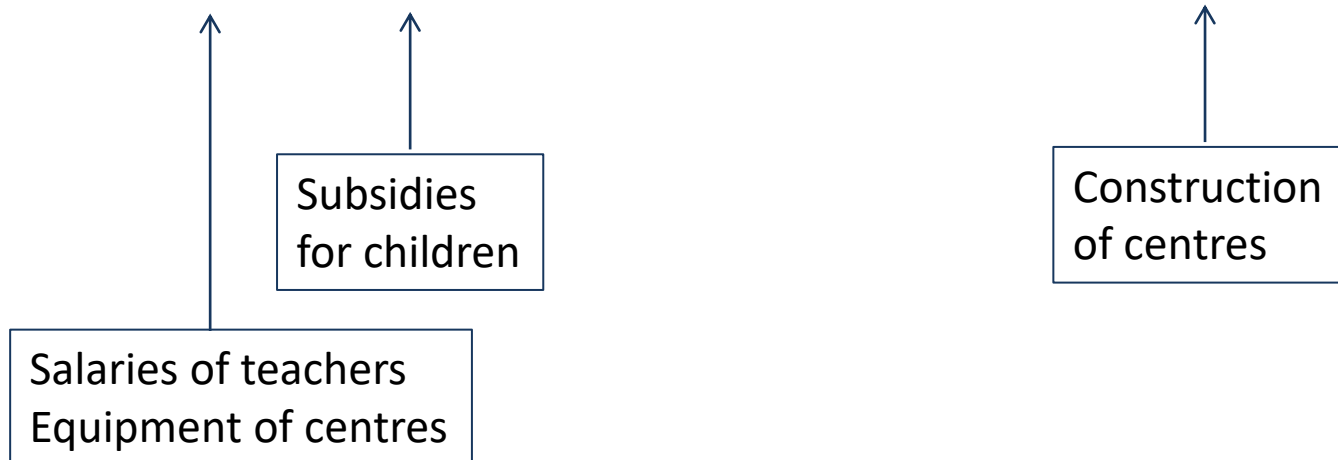 Subsidies
for children
Construction
of centres
Salaries of teachers
Equipment of centres